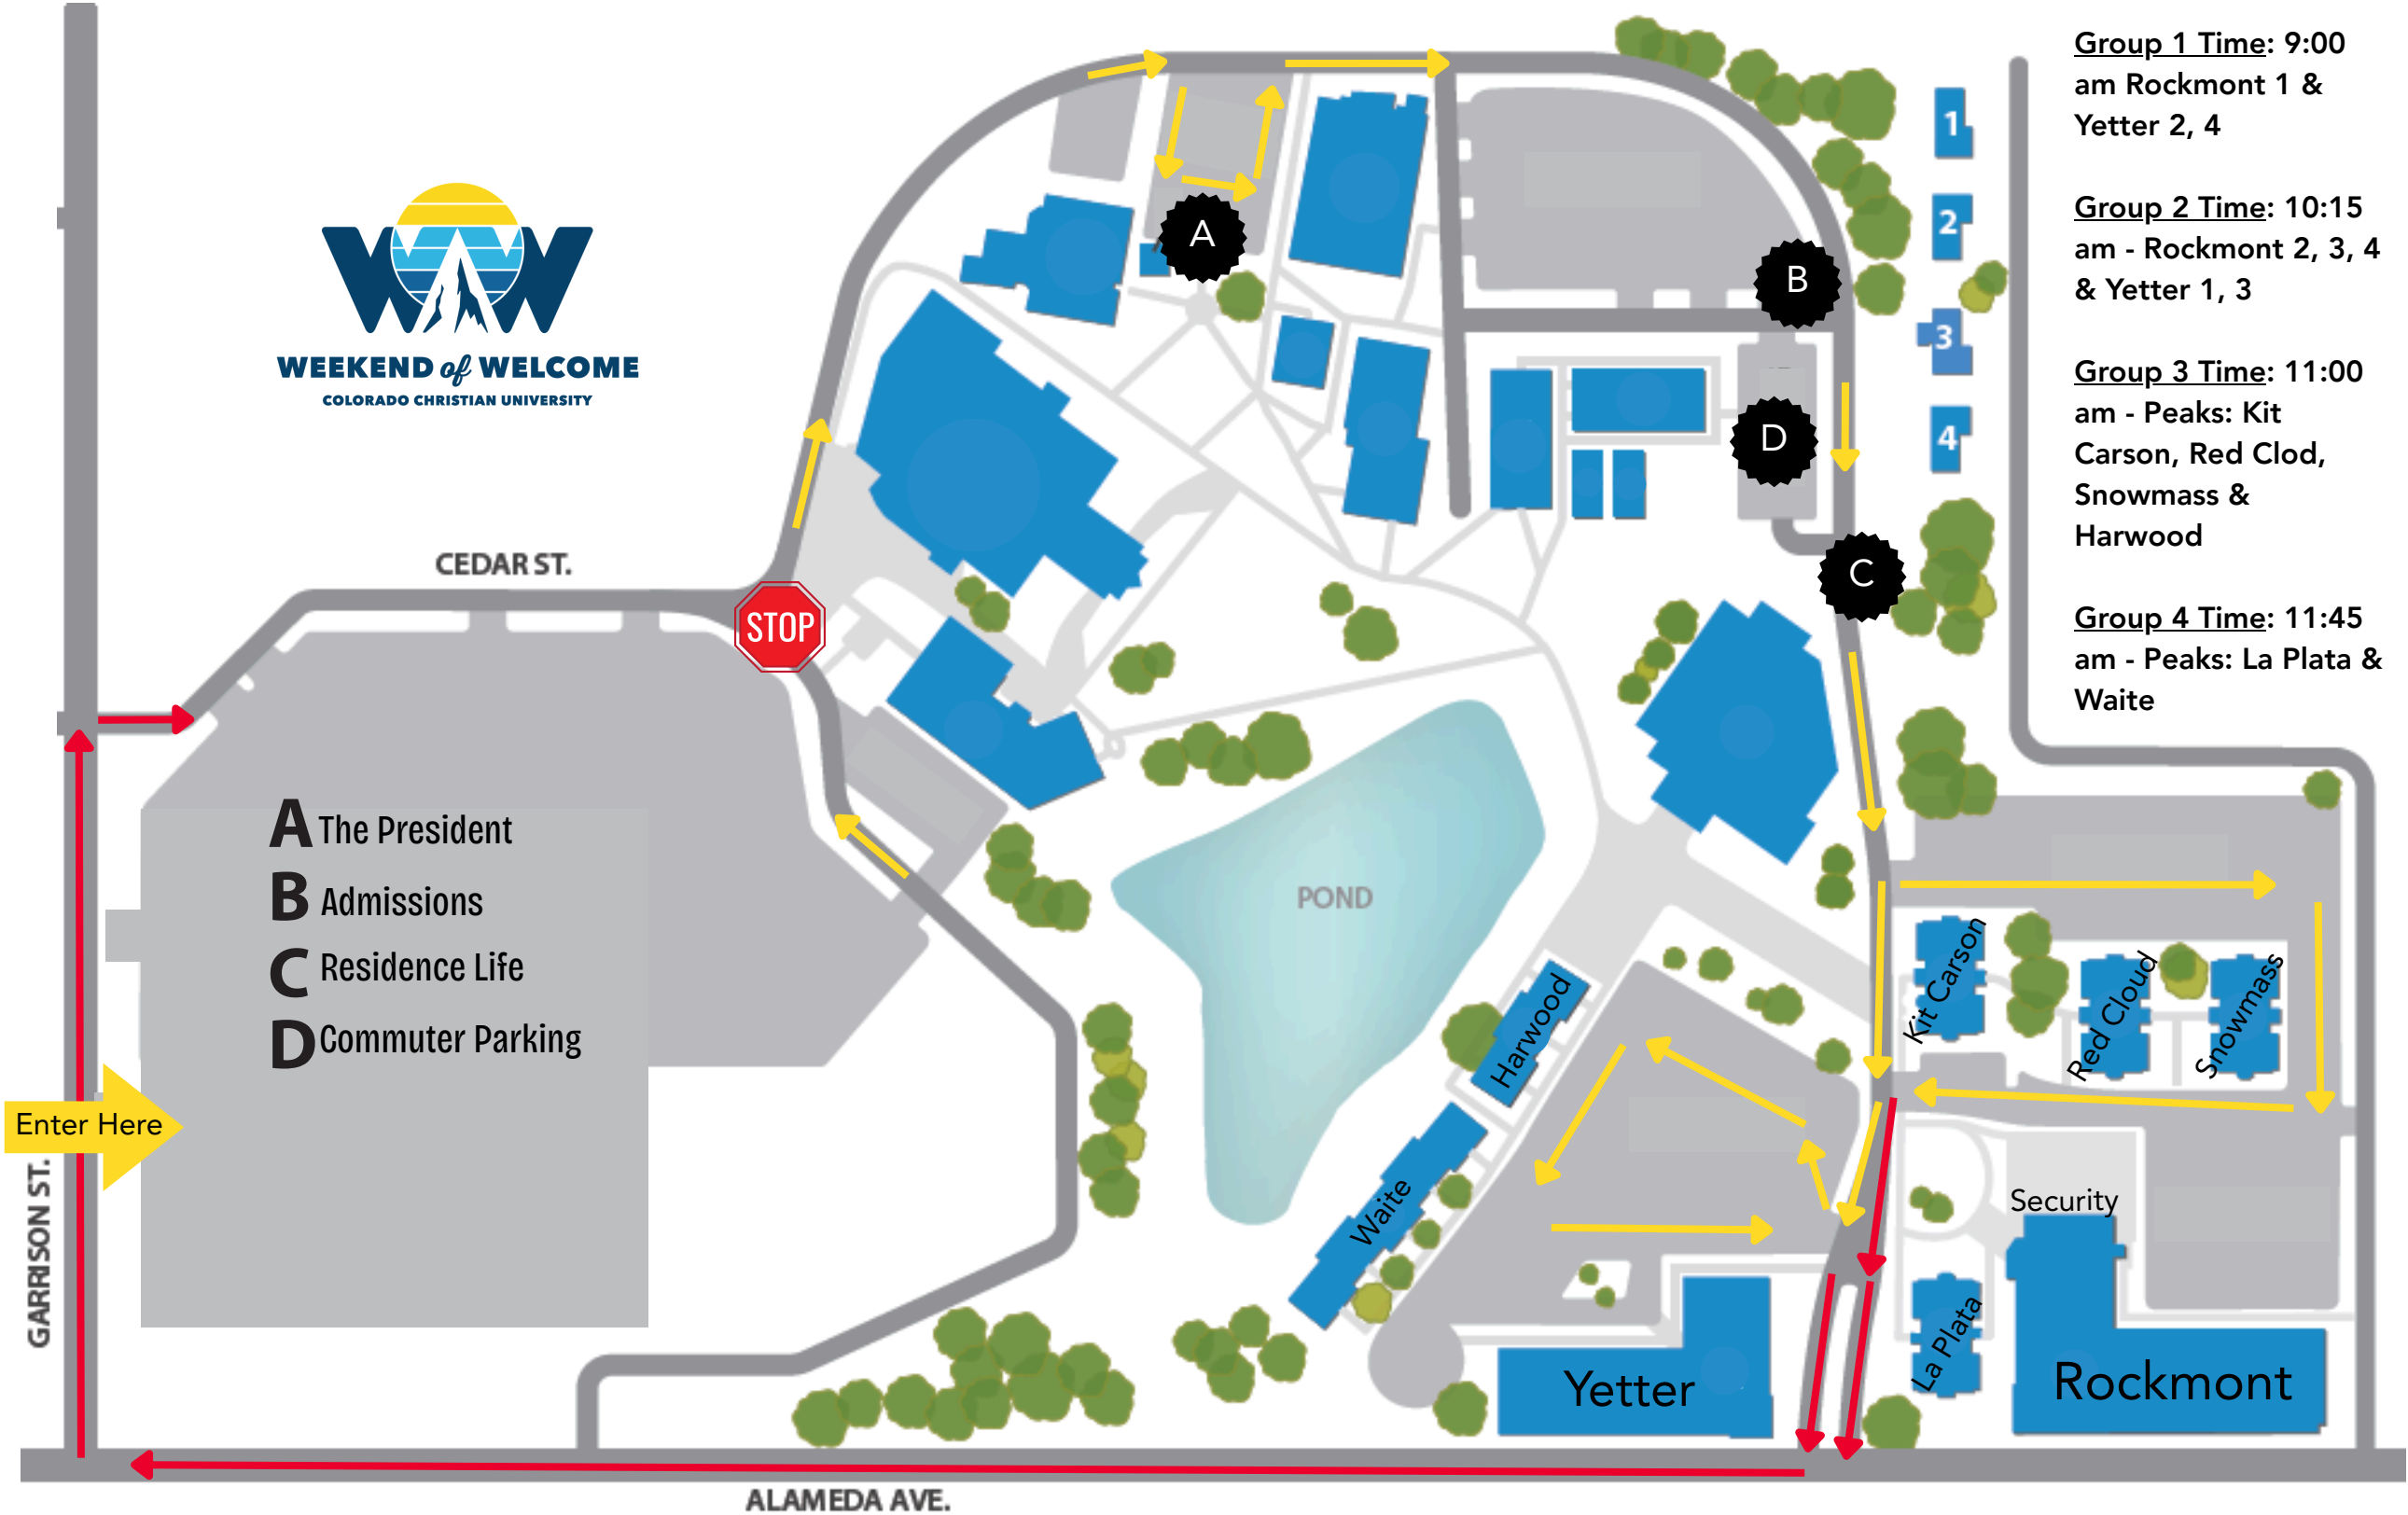 Group 1 Time: 9:00
am Rockmont 1 &
Yetter 2, 4
Group 2 Time: 10:15
am - Rockmont 2, 3, 4
& Yetter 1, 3
Group 3 Time: 11:00
am - Peaks: Kit
Carson, Red Clod,
Snowmass &
Harwood
Group 4 Time: 11:45
am - Peaks: La Plata &
Waite
1
2
3
4
A
B
D
C
WOW
WEEKEND of WELCOME
COLORADO CHRISTIAN UNIVERSITY
CEDAR ST.
STOP
A The President
B Admissions
C Residence Life
D Commuter Parking
Enter Here
GARRISON ST.
POND
Harwood
Waite
Kit Carson
Red Cloud
Snowmass
Security
La Plata
Yetter
Rockmont
ALAMEDA AVE.